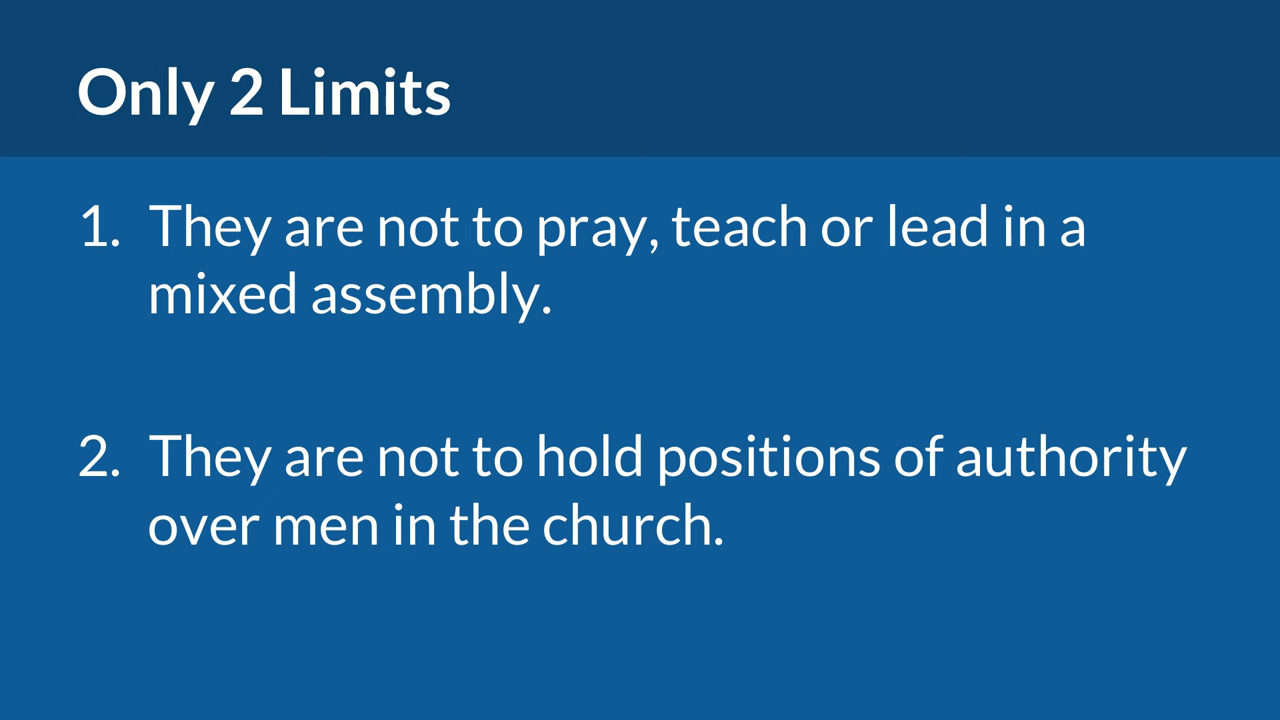 Only 2 Limits
1. They are not to pray, teach or lead in a
mixed assembly.
2. They are not to hold positions of authority
over men in the church.